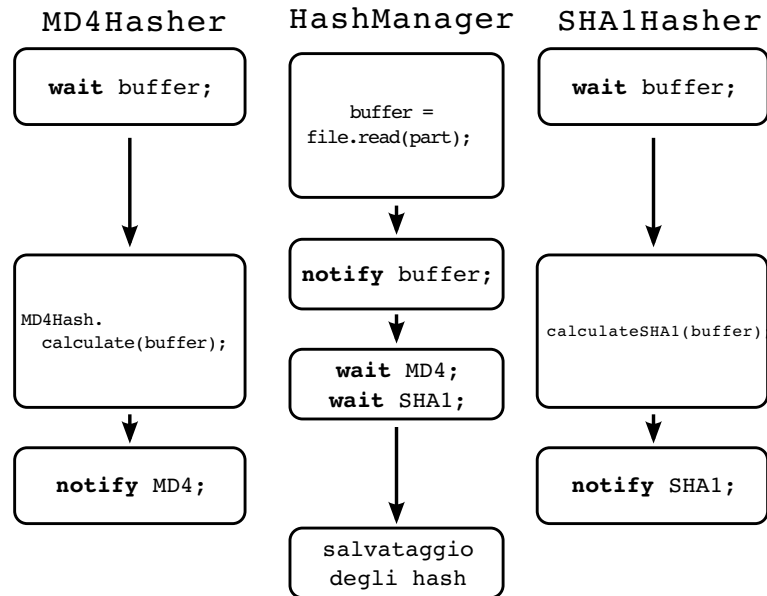 MD4Hasher
wait buffer;
MD4Hash.
calculate(buffer);
notify MD4;
HashManager
buffer =
file.read(part);
notify buffer;
wait MD4;
wait SHA1;
salvataggio
degli hash
SHA1Hasher
wait buffer;
calculateSHA1(buffer)
notify SHA1;